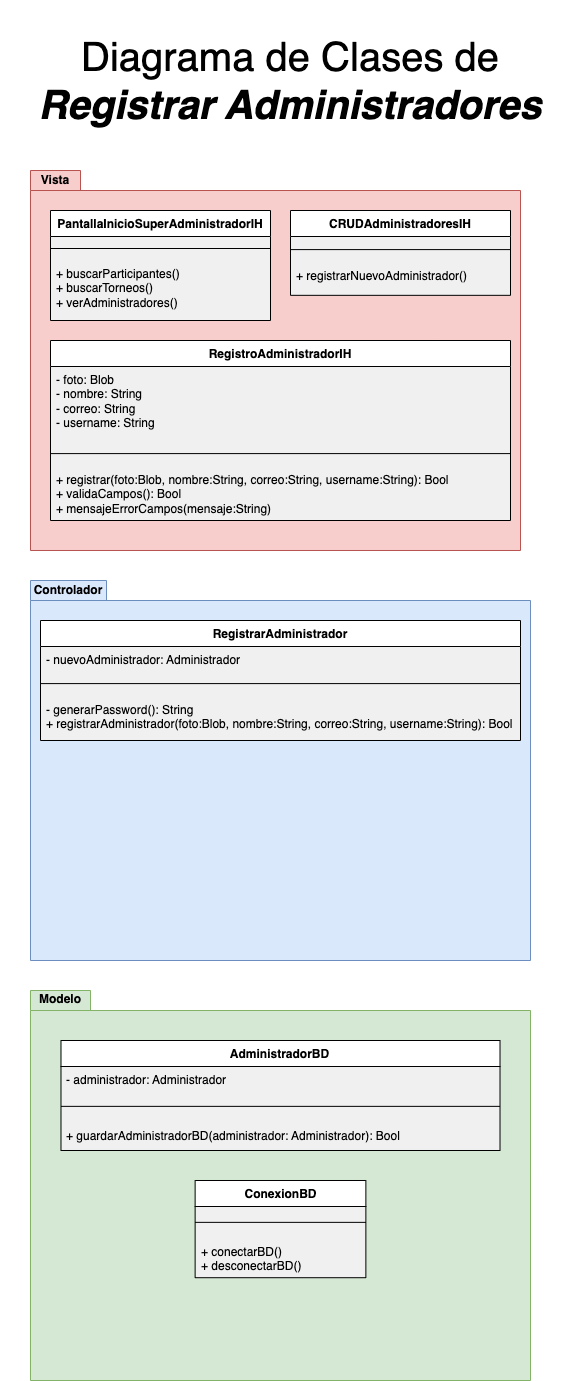 Diagrama de Clases de
Registrar Administradores
Vista
PantallaInicioSuperAdministradorIH
+ buscarParticipantes()
+ buscarTorneos()
+ verAdministradores()
CRUDAdministradoresIH
+ registrarNuevoAdministrador()
RegistroAdministradorIH
- foto: Blob
- nombre: String
- correo: String
- username: String
+ registrar(foto:Blob, nombre:String, correo:String, username:String): Bool
+ validaCampos(): Bool
+ mensajeErrorCampos(mensaje:String)
Controlador
RegistrarAdministrador
- nuevoAdministrador: Administrador
- generarPassword(): String
+ registrarAdministrador(foto:Blob, nombre:String, correo:String, username:String): Bool
Modelo
AdministradorBD
- administrador: Administrador
+ guardarAdministradorBD(administrador: Administrador): Bool
ConexionBD
+ conectarBD()
+ desconectarBD()